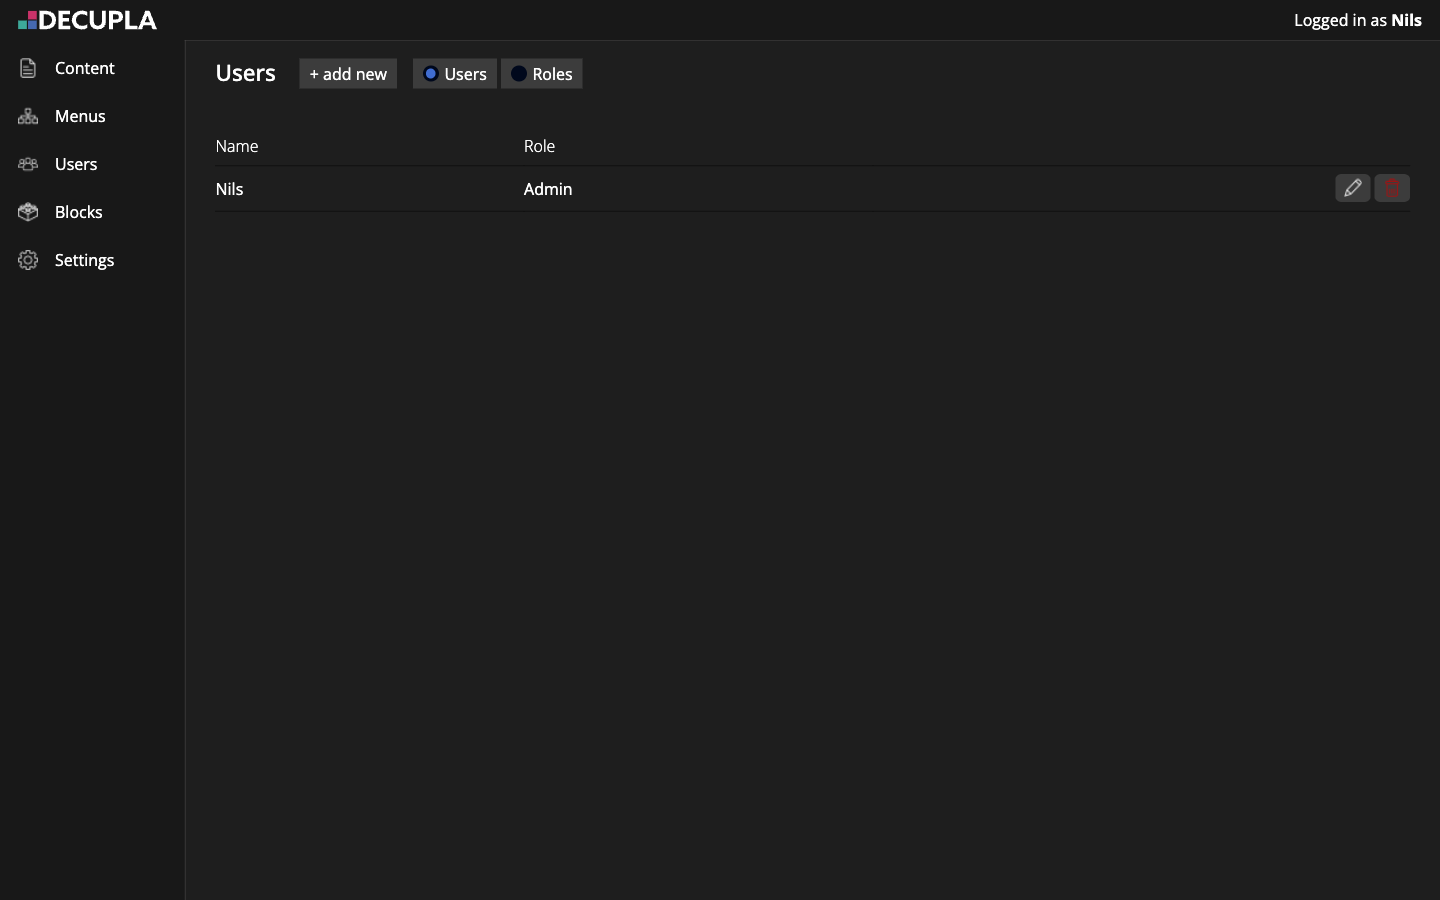 DECUPLA
Logged in as Nils
Content
Menus
Users
Blocks
Settings
Users
+ add new
Users
Roles
Name Role
Nils Admin